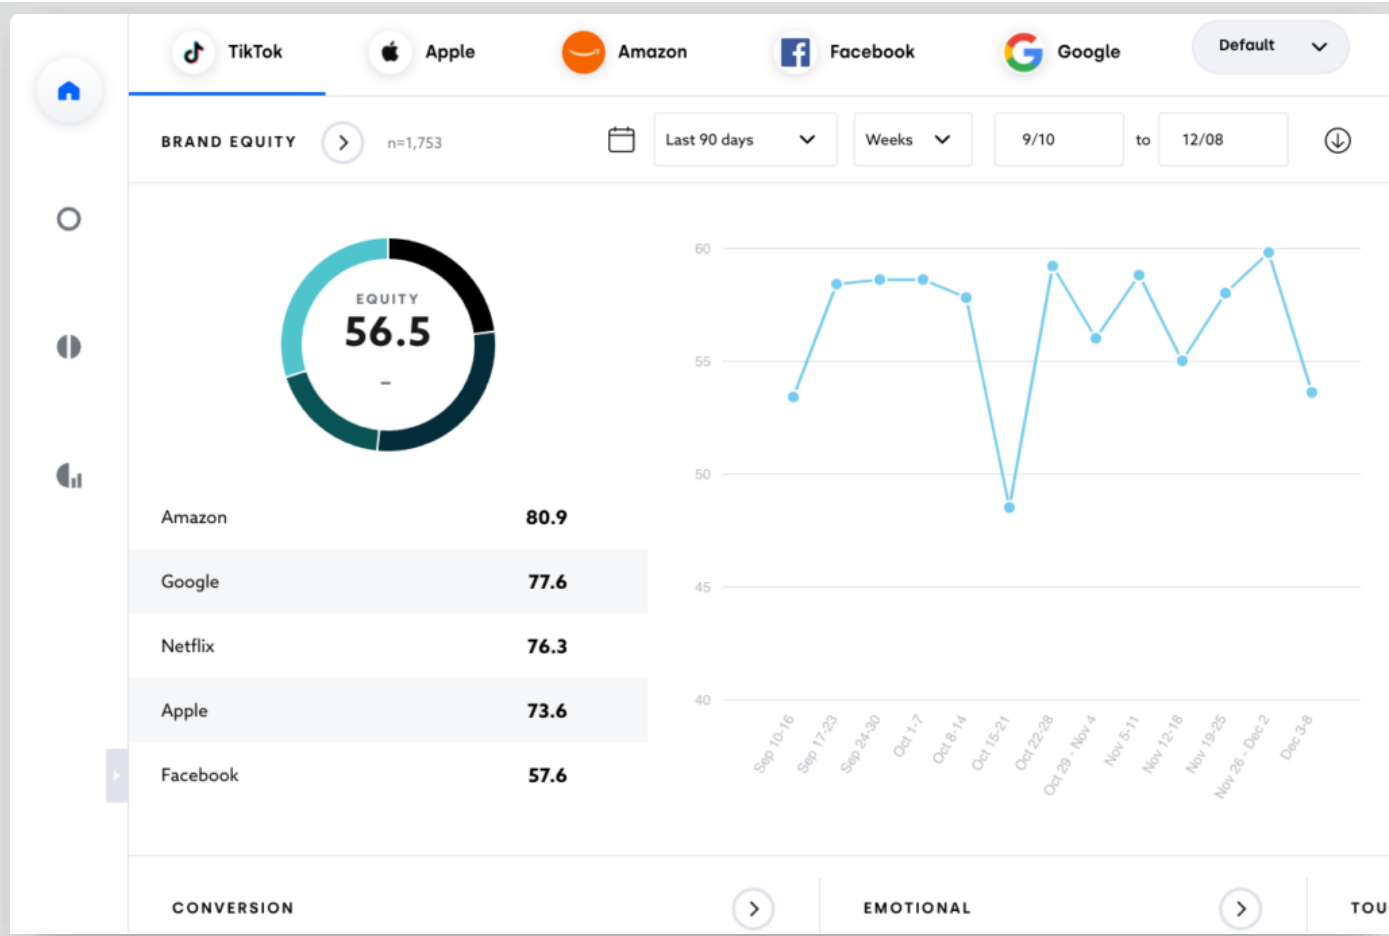 TikTok Apple Amazon Facebook Google Default
BRAND EQUITY n=1,753 Last 90 days Weeks 9/10 to 12/08
EQUITY
56.5
–
Amazon 80.9
Google 77.6
Netflix 76.3
Apple 73.6
Facebook 57.6
60
55
50
45
40
Sep 10-16 Sep 17-23 Sep 24-30 Oct 1-7 Oct 8-14 Oct 15-21 Oct 22-28 Oct 29 - Nov 4 Nov 5-11 Nov 12-18 Nov 19-25 Nov 26 - Dec 2 Dec 3-8
CONVERSION EMOTIONAL TOU